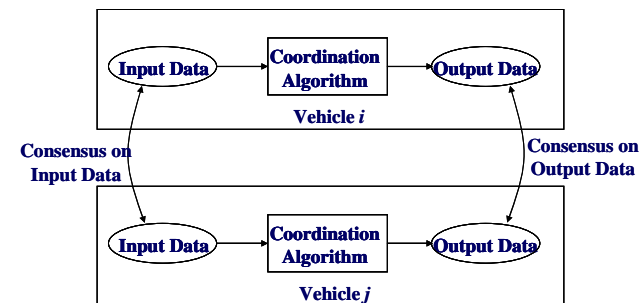 Input Data
Coordination
Algorithm
Output Data
Vehicle i
Consensus on
Input Data
Consensus on
Output Data
Input Data
Coordination
Algorithm
Output Data
Vehicle j